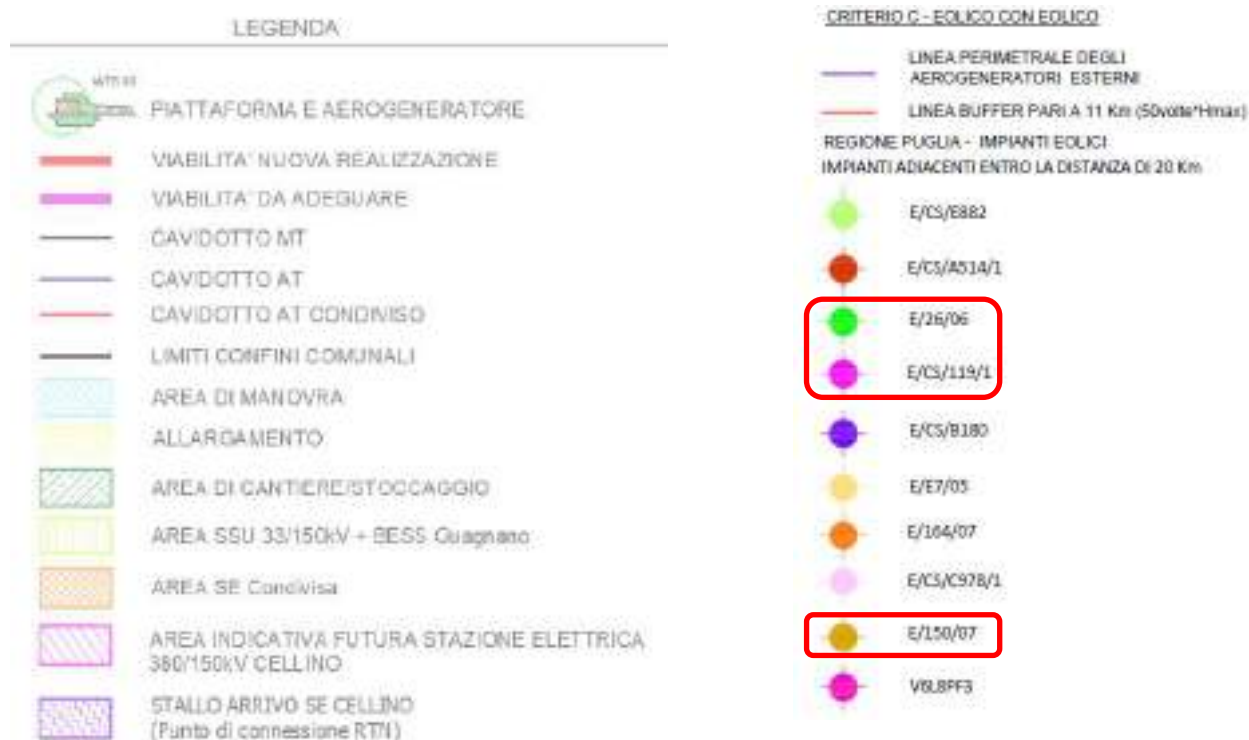 LEGENDA
PIATTAFORMA E AEROGENERATORE
VIABILITA' NUOVA REALIZZAZIONE
VIABILITA' DA ADEGUARE
CAVIDOTTO MT
CAVIDOTTO AT
CAVIDOTTO AT CONDIVISO
LIMITI CONFINI COMUNALI
AREA DI MANOVRA
ALLARGAMENTO
AREA DI CANTIERE/STOCCAGGIO
AREA SSU 33/150kV + BESS Guagnano
AREA SE Condivisa
AREA INDICATIVA FUTURA STAZIONE ELETTRICA
380/150kV CELLINO
STALLO ARRIVO SE CELLINO
(Punto di connessione RTN)
CRITERIO C - EOLICO CON EOLICO
LINEA PERIMETRALE DEGLI
AEROGENERATORI ESTERNI
LINEA BUFFER PARI A 11 Km (50volte*Hmax)
REGIONE PUGLIA - IMPIANTI EOLICI
IMPIANTI ADIACENTI ENTRO LA DISTANZA DI 20 Km
E/CS/E882
E/CS/A514/1
E/26/06
E/CS/119/1
E/CS/B180
E/E7/05
E/164/07
E/CS/C978/1
E/150/07
V6L8PF3